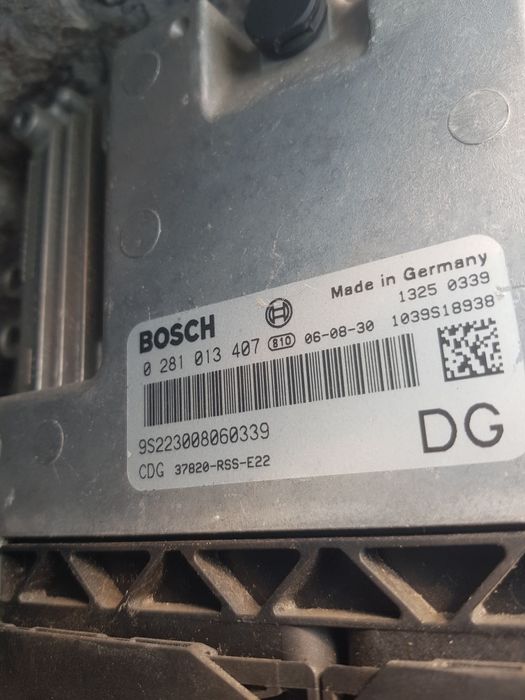 Made in Germany
BOSCH
1325 0339
0 281 013 407 810 06-08-30 1039S18938
9S223008060339
CDG 37820-RSS-E22
DG